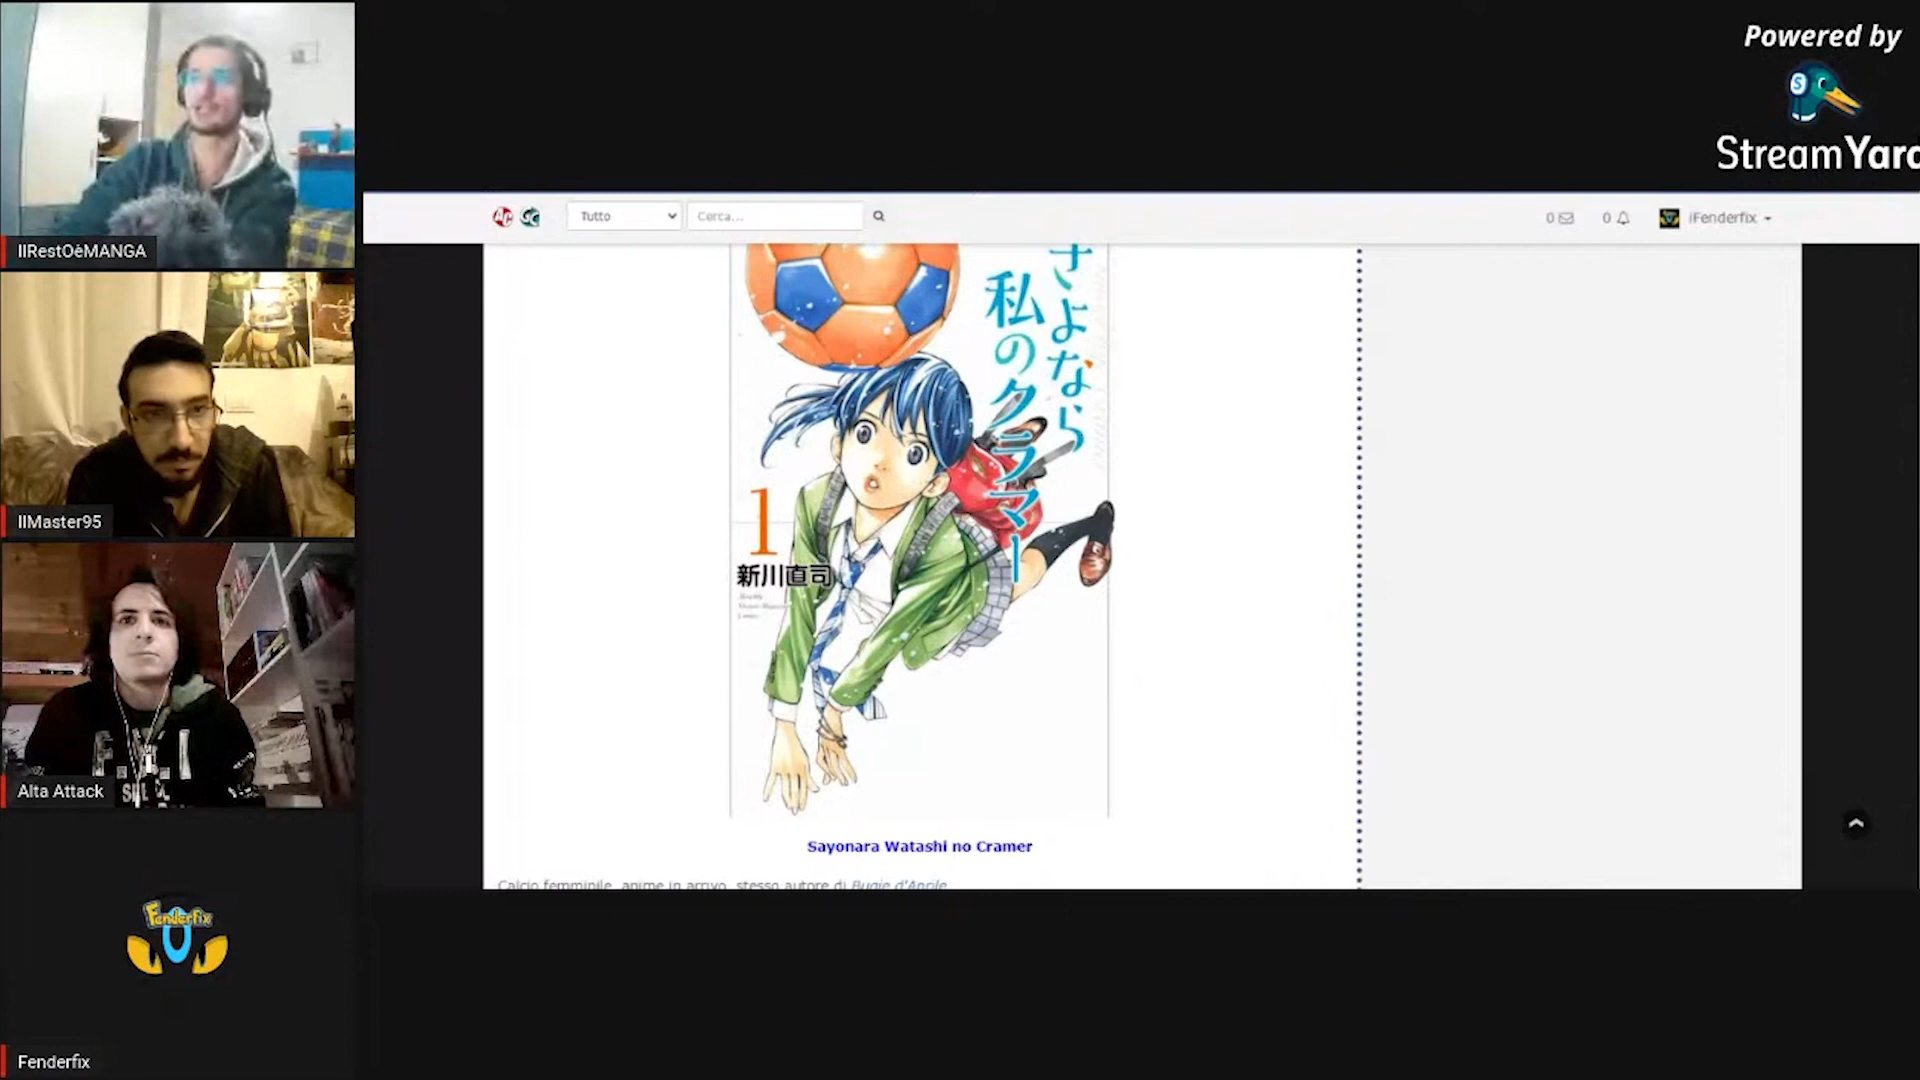 Powered by
StreamYard
IlRestOèMANGA
IlMaster95
Alta Attack
Fenderfix
Fenderfix
AC
GC
Tutto
Cerca...
0
0
iFenderfix
さよなら
私のクラマー
1
新川直司
Sayonara Watashi no Cramer
Calcio femminile, anime in arrivo, stesso autore di Bugie d'Aprile